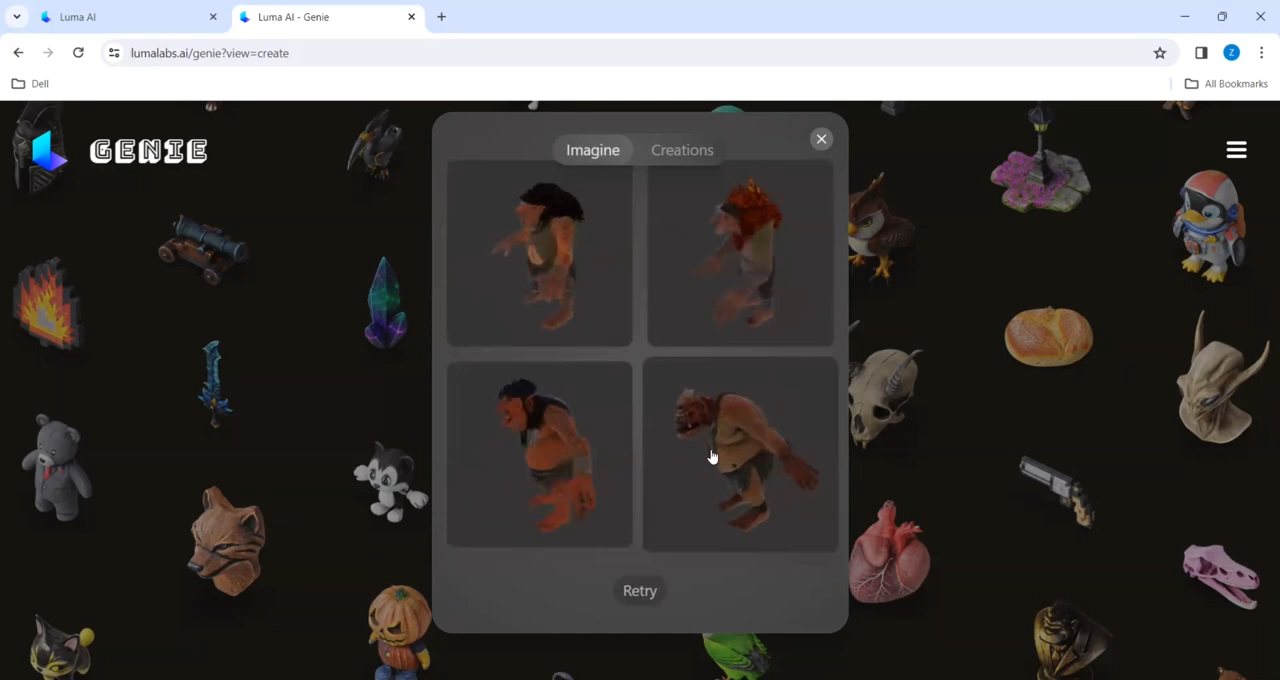 Luma AI
Luma AI - Genie
lumalabs.ai/genie?view=create
Z
Dell
All Bookmarks
GENIE
Imagine
Creations
Retry